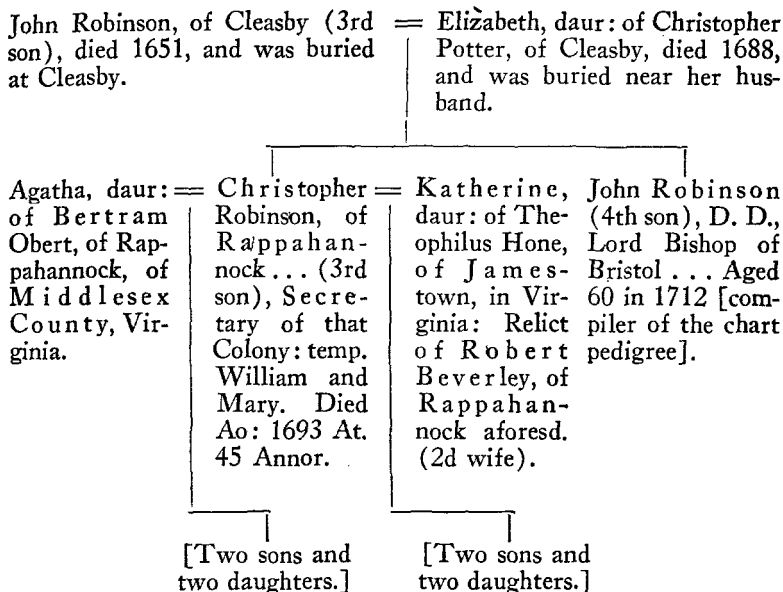 John Robinson, of Cleasby (3rd
son), died 1651, and was buried
at Cleasby.
=
Elizabeth, daur: of Christopher
Potter, of Cleasby, died 1688,
and was buried near her hus-
band.
Agatha, daur:
of Bertram
Obert, of Rap-
pahannock, of
Middlesex
County, Vir-
ginia.
=
Christopher
Robinson, of
Rappahan-
nock... (3rd
son), Secre-
tary of that
Colony: temp.
William and
Mary. Died
Ao: 1693 At.
45 Annor.
=
Katherine,
daur: of The-
ophilus Hone,
of James-
town, in Vir-
ginia: Relict
of Robert
Beverley, of
Rappahan-
nock aforesd.
(2d wife).
John Robinson
(4th son), D. D.,
Lord Bishop of
Bristol... Aged
60 in 1712 [com-
piler of the chart
pedigree].
[Two sons and
two daughters.]
[Two sons and
two daughters.]